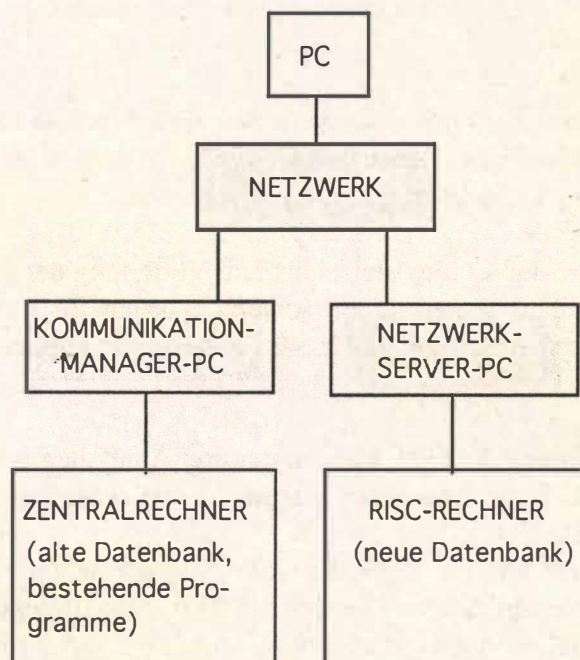 PC
NETZWERK
KOMMUNIKATION-
MANAGER-PC
NETZWERK-
SERVER-PC
ZENTRALRECHNER
(alte Datenbank,
bestehende Pro-
gramme)
RISC-RECHNER
(neue Datenbank)